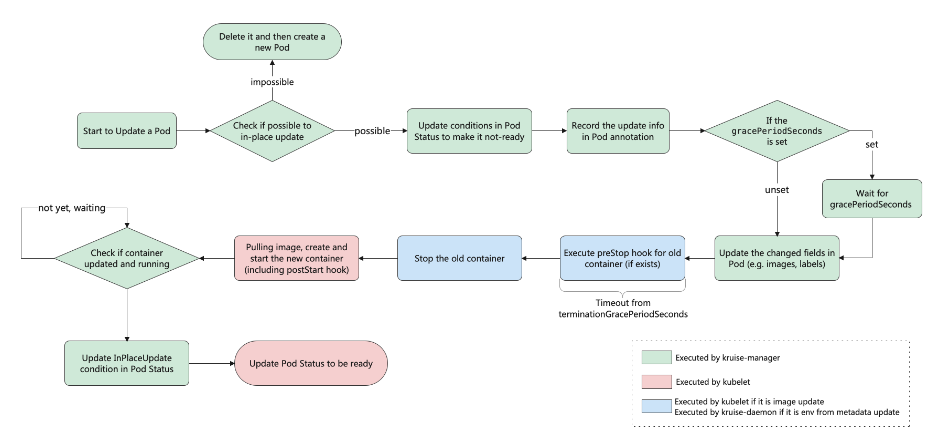 Delete it and then create a
new Pod
impossible
Start to Update a Pod
Check if possible to
in-place update
possible
Update conditions in Pod
Status to make it not-ready
Record the update info
in Pod annotation
If the
gracePeriodSeconds
is set
set
unset
Wait for
gracePeriodSeconds
not yet, waiting
Check if container
updated and running
Pulling image, create and
start the new container
(including postStart hook)
Stop the old container
Execute preStop hook for old
container (if exists)
Update the changed fields in
Pod (e.g. images, labels)
Timeout from
terminationGracePeriodSeconds
Update InPlaceUpdate
condition in Pod Status
Update Pod Status to be ready
Executed by kruise-manager
Executed by kubelet
Executed by kubelet if it is image update
Executed by kruise-daemon if it is env from metadata update